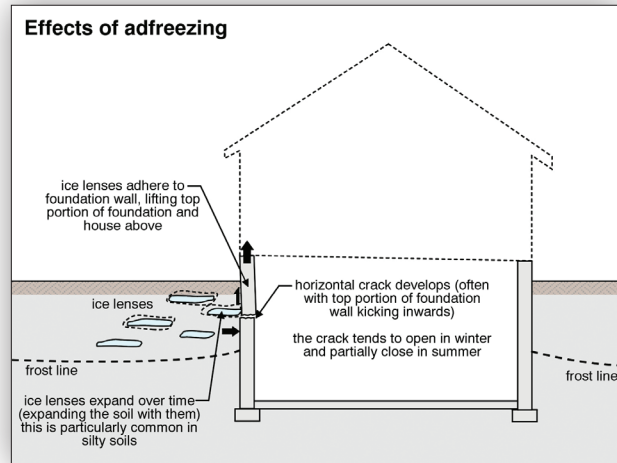 Effects of adfreezing
ice lenses adhere to
foundation wall, lifting top
portion of foundation and
house above
ice lenses
horizontal crack develops (often
with top portion of foundation
wall kicking inwards)
the crack tends to open in winter
and partially close in summer
frost line
frost line
ice lenses expand over time
(expanding the soil with them)
this is particularly common in
silty soils